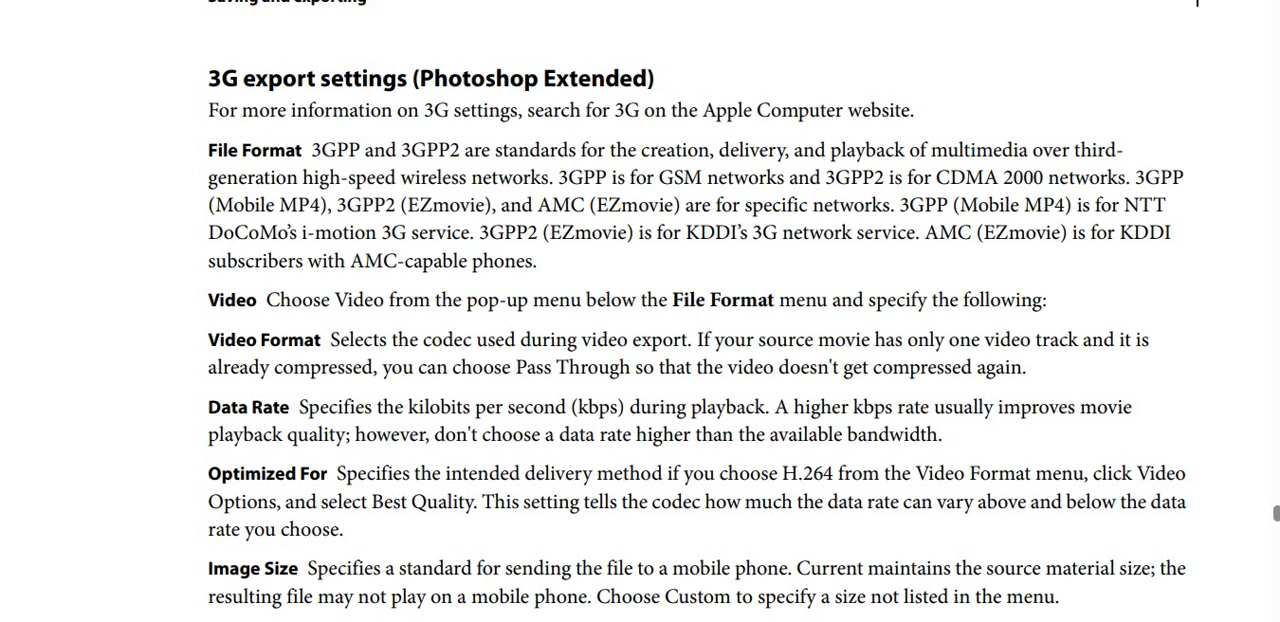 Saving and exporting
3G export settings (Photoshop Extended)
For more information on 3G settings, search for 3G on the Apple Computer website.
File Format 3GPP and 3GPP2 are standards for the creation, delivery, and playback of multimedia over third-
generation high-speed wireless networks. 3GPP is for GSM networks and 3GPP2 is for CDMA 2000 networks. 3GPP
(Mobile MP4), 3GPP2 (EZmovie), and AMC (EZmovie) are for specific networks. 3GPP (Mobile MP4) is for NTT
DoCoMo’s i-motion 3G service. 3GPP2 (EZmovie) is for KDDI’s 3G network service. AMC (EZmovie) is for KDDI
subscribers with AMC-capable phones.
Video Choose Video from the pop-up menu below the File Format menu and specify the following:
Video Format Selects the codec used during video export. If your source movie has only one video track and it is
already compressed, you can choose Pass Through so that the video doesn't get compressed again.
Data Rate Specifies the kilobits per second (kbps) during playback. A higher kbps rate usually improves movie
playback quality; however, don't choose a data rate higher than the available bandwidth.
Optimized For Specifies the intended delivery method if you choose H.264 from the Video Format menu, click Video
Options, and select Best Quality. This setting tells the codec how much the data rate can vary above and below the data
rate you choose.
Image Size Specifies a standard for sending the file to a mobile phone. Current maintains the source material size; the
resulting file may not play on a mobile phone. Choose Custom to specify a size not listed in the menu.